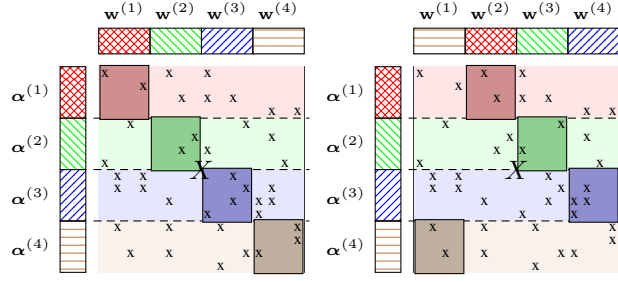 w(1) w(2) w(3) w(4) w(1) w(2) w(3) w(4)
α(1) α(1)
α(2) α(2)
X X
α(3) α(3)
α(4) α(4)